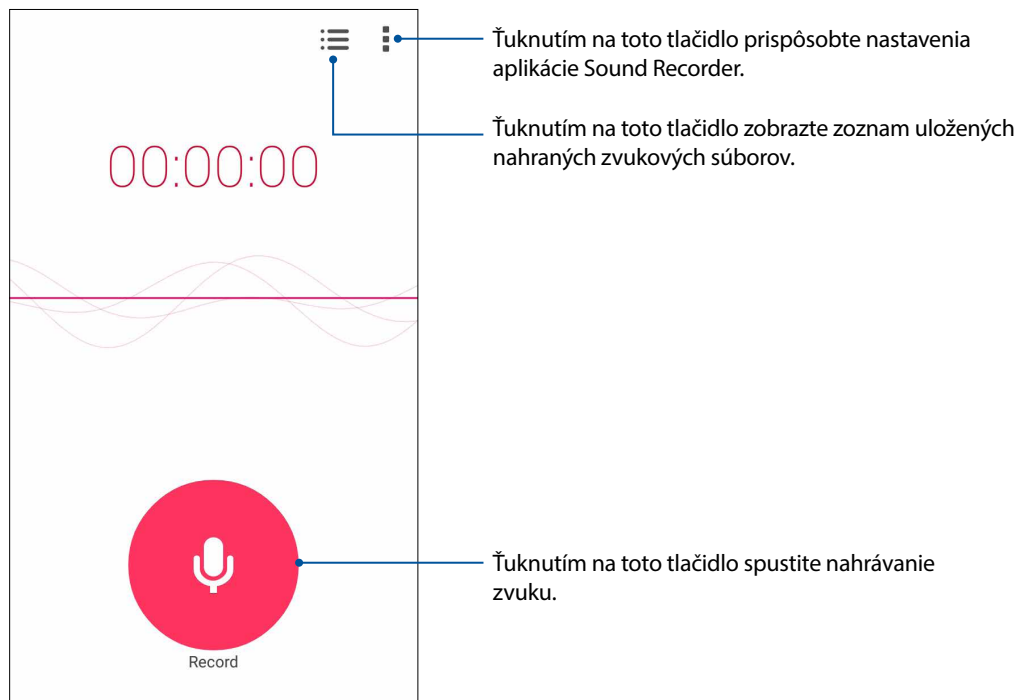 Ťuknutím na toto tlačidlo prispôsobte nastavenia
aplikácie Sound Recorder.
Ťuknutím na toto tlačidlo zobrazte zoznam uložených
nahraných zvukových súborov.
00:00:00
Ťuknutím na toto tlačidlo spustite nahrávanie
zvuku.
Record